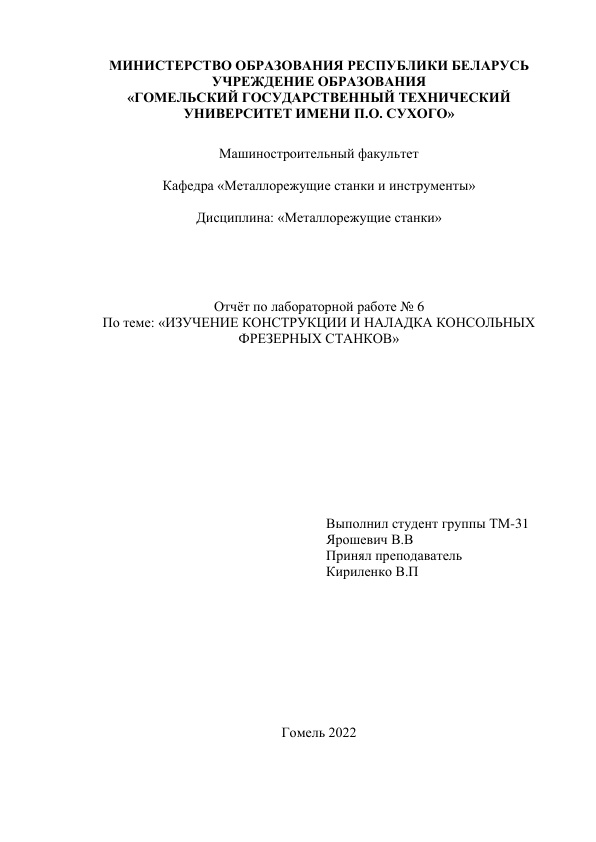 МИНИСТЕРСТВО ОБРАЗОВАНИЯ РЕСПУБЛИКИ БЕЛАРУСЬ
УЧРЕЖДЕНИЕ ОБРАЗОВАНИЯ
«ГОМЕЛЬСКИЙ ГОСУДАРСТВЕННЫЙ ТЕХНИЧЕСКИЙ
УНИВЕРСИТЕТ ИМЕНИ П.О. СУХОГО»
Машиностроительный факультет
Кафедра «Металлорежущие станки и инструменты»
Дисциплина: «Металлорежущие станки»
Отчёт по лабораторной работе № 6
По теме: «ИЗУЧЕНИЕ КОНСТРУКЦИИ И НАЛАДКА КОНСОЛЬНЫХ
ФРЕЗЕРНЫХ СТАНКОВ»
Выполнил студент группы ТМ-31
Ярошевич В.В
Принял преподаватель
Кириленко В.П
Гомель 2022